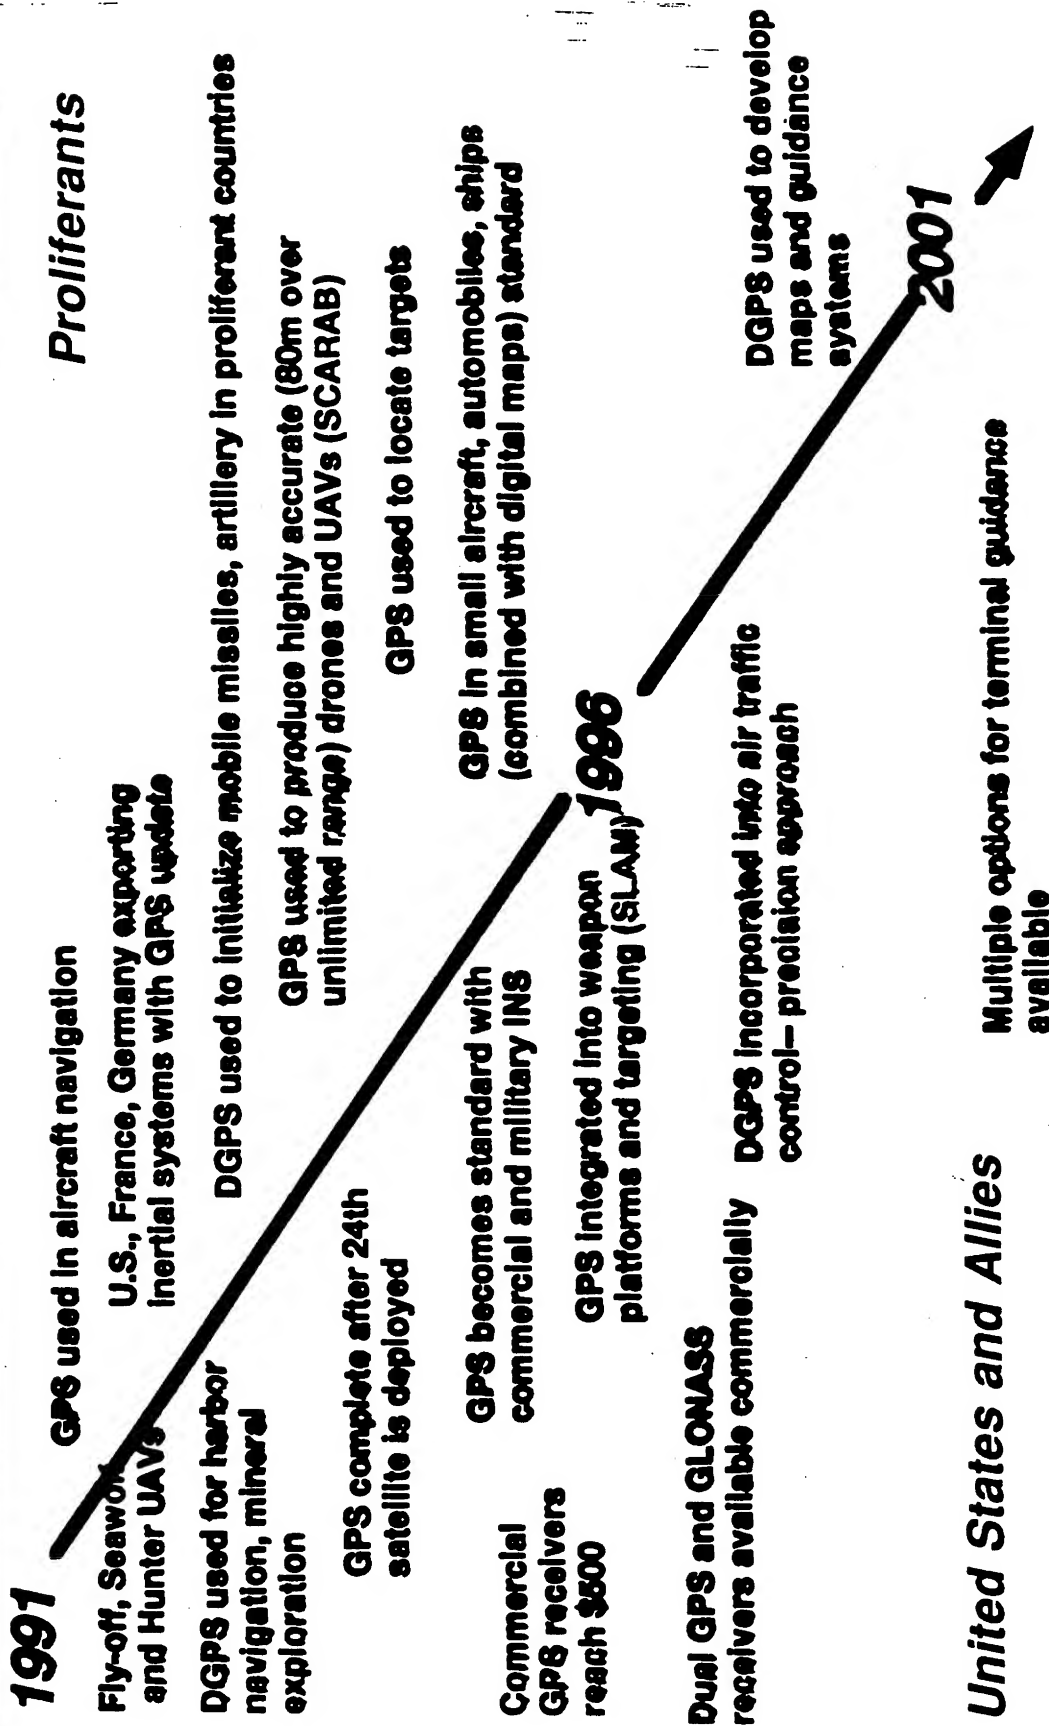 1991
Proliferants
GPS used in aircraft navigation
U.S., France, Germany exporting
inertial systems with GPS update
DGPS used to initialize mobile missiles, artillery in proliferant countries
GPS used to produce highly accurate (80m over
unlimited range) drones and UAVs (SCARAB)
GPS used to locate targets
GPS in small aircraft, automobiles, ships
(combined with digital maps) standard
1996
DGPS used to develop
maps and guidance
systems
2001
Fly-off,
and Hunter UAVs
DGPS used for harbor
navigation, mineral
exploration
GPS complete after 24th
satellite is deployed
GPS becomes standard with
commercial and military INS
Commercial
GPS receivers
reach $500
GPS integrated into weapon
platforms and targeting (SLAM)
Dual GPS and GLONASS
receivers available commercially
DGPS incorporated into air traffic
control– precision approach
Multiple options for terminal guidance
available
United States and Allies